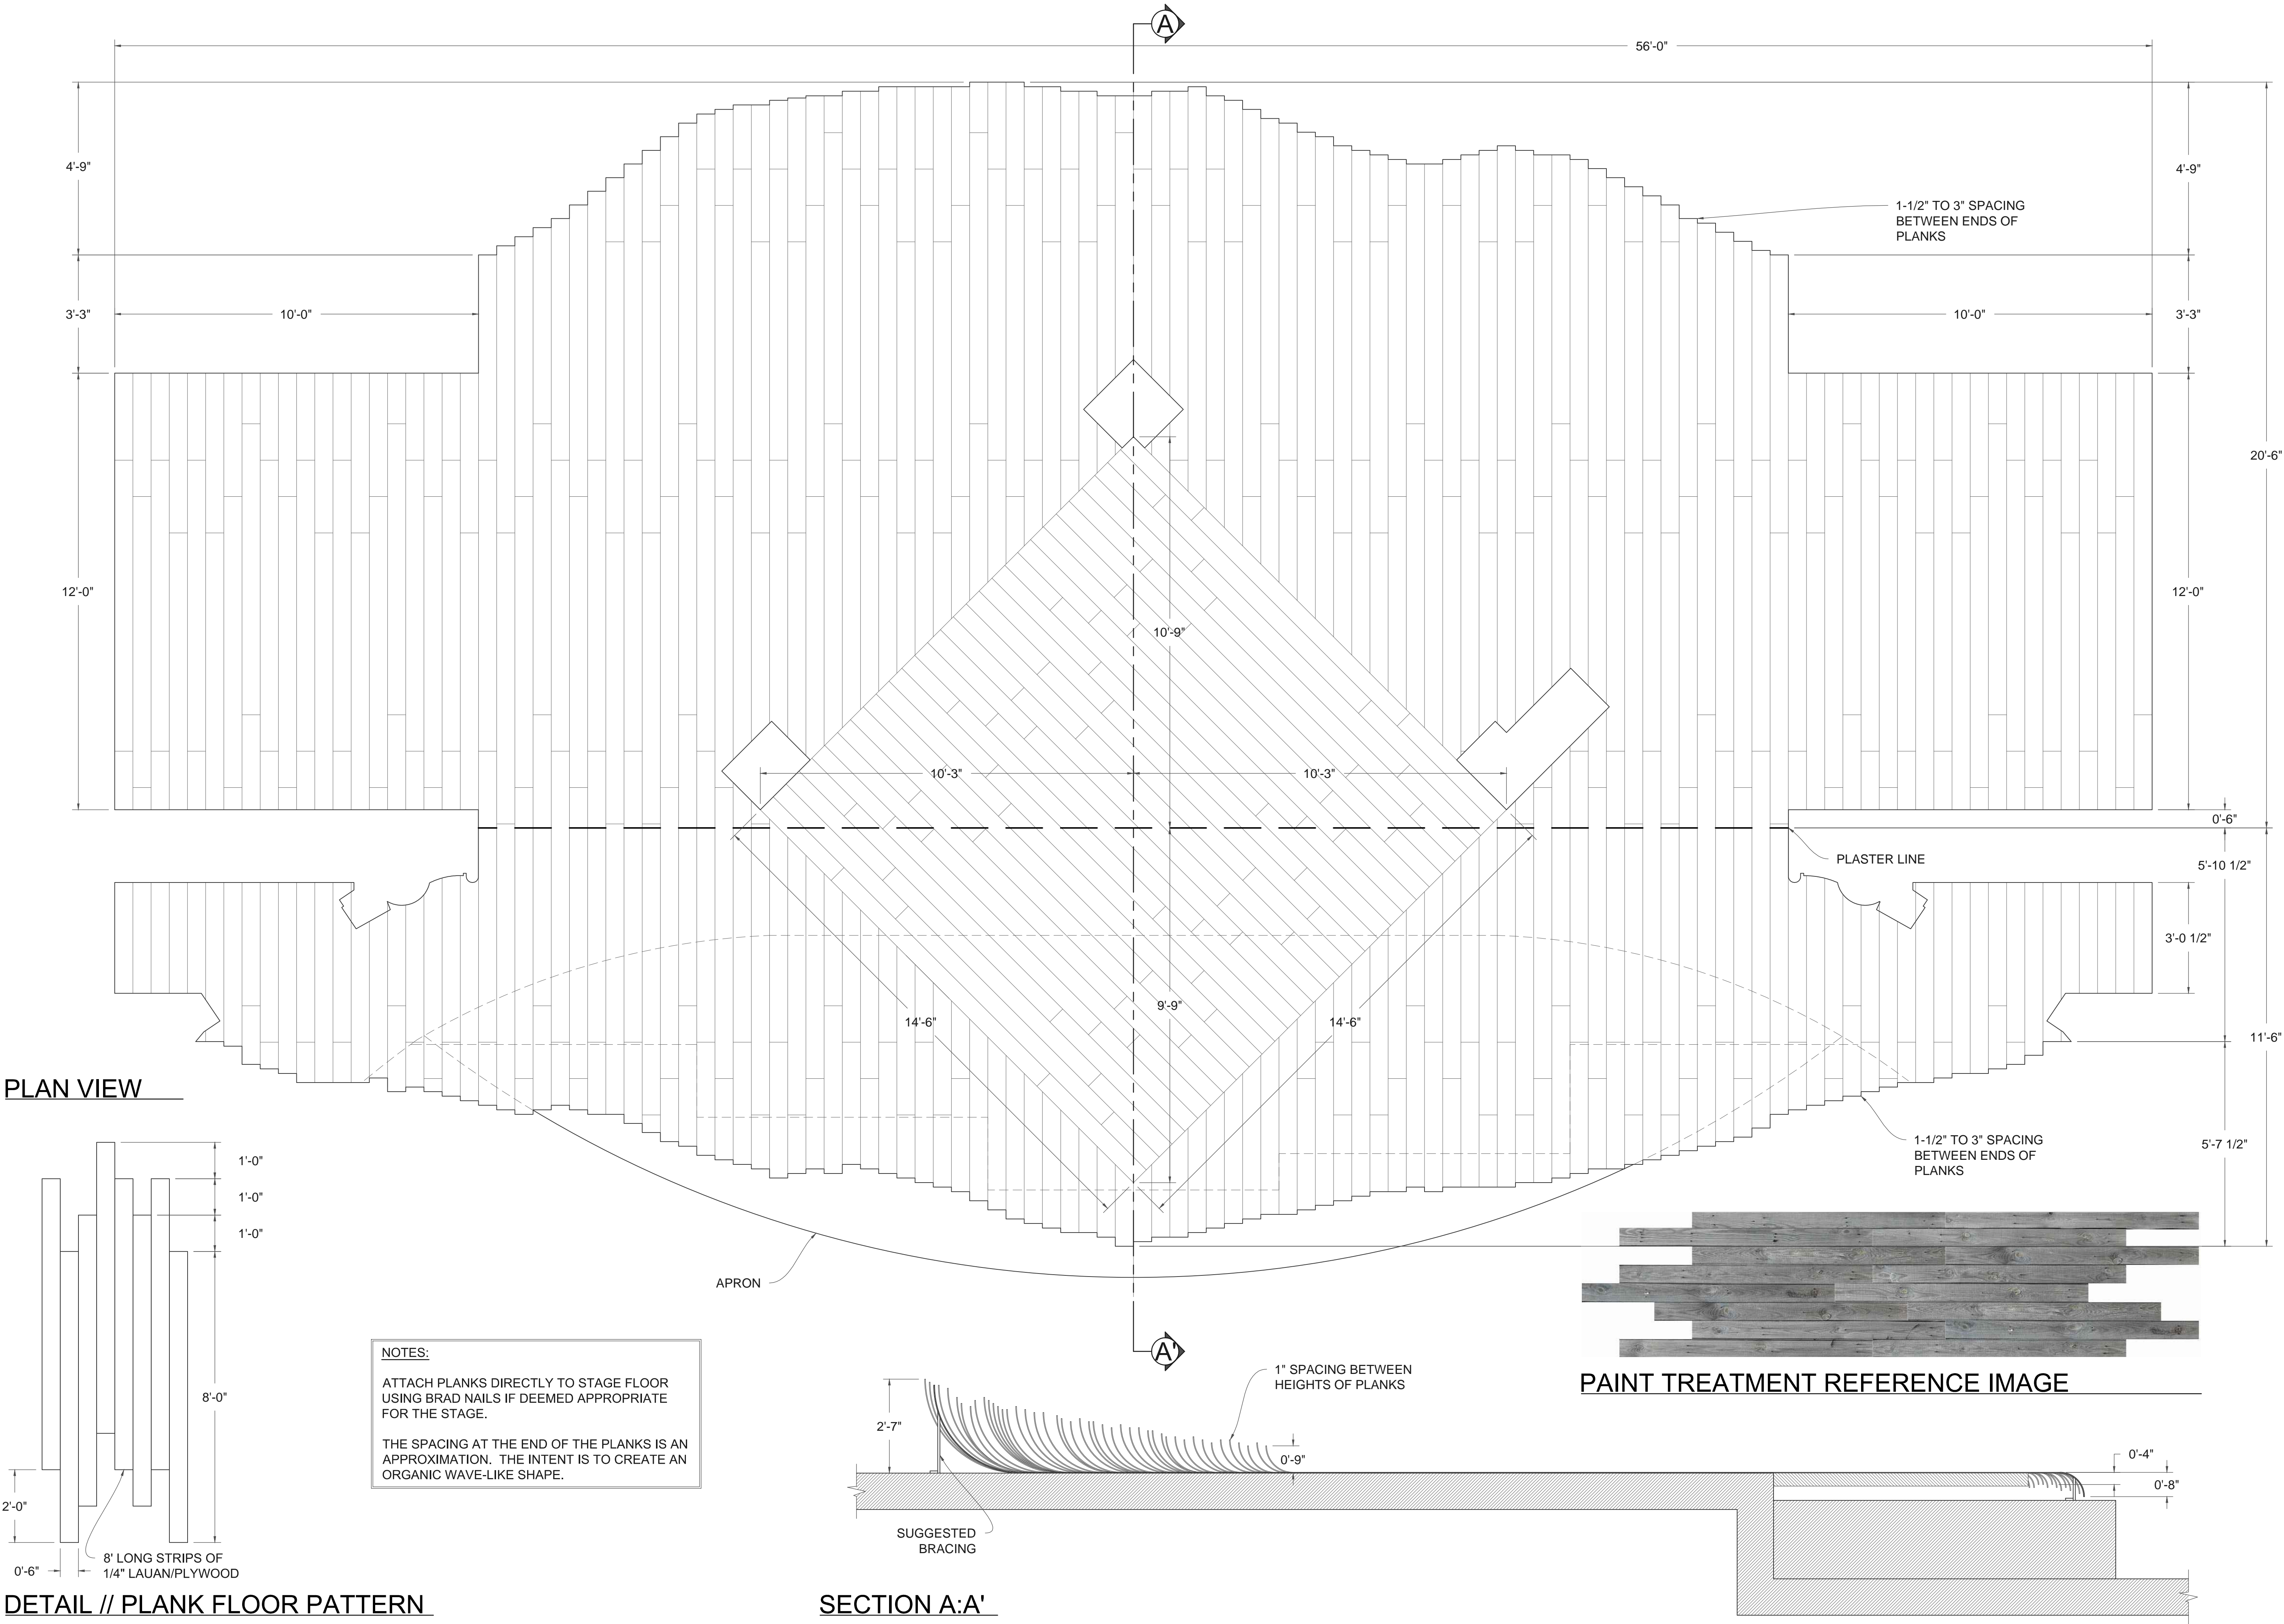 A
56'-0"
4'-9"
4'-9"
1-1/2" TO 3" SPACING
BETWEEN ENDS OF
PLANKS
3'-3"
10'-0"
10'-0"
3'-3"
20'-6"
12'-0"
10'-9"
12'-0"
10'-3"
10'-3"
0'-6"
PLASTER LINE
5'-10 1/2"
3'-0 1/2"
9'-9"
14'-6"
14'-6"
11'-6"
PLAN VIEW
1-1/2" TO 3" SPACING
BETWEEN ENDS OF
PLANKS
5'-7 1/2"
APRON
A'
1'-0"
1'-0"
1'-0"
8'-0"
2'-0"
0'-6"
8' LONG STRIPS OF
1/4" LAUAN/PLYWOOD
DETAIL // PLANK FLOOR PATTERN
NOTES:
ATTACH PLANKS DIRECTLY TO STAGE FLOOR
USING BRAD NAILS IF DEEMED APPROPRIATE
FOR THE STAGE.
THE SPACING AT THE END OF THE PLANKS IS AN
APPROXIMATION. THE INTENT IS TO CREATE AN
ORGANIC WAVE-LIKE SHAPE.
PAINT TREATMENT REFERENCE IMAGE
1" SPACING BETWEEN
HEIGHTS OF PLANKS
2'-7"
0'-9"
0'-4"
0'-8"
SUGGESTED
BRACING
SECTION A:A'